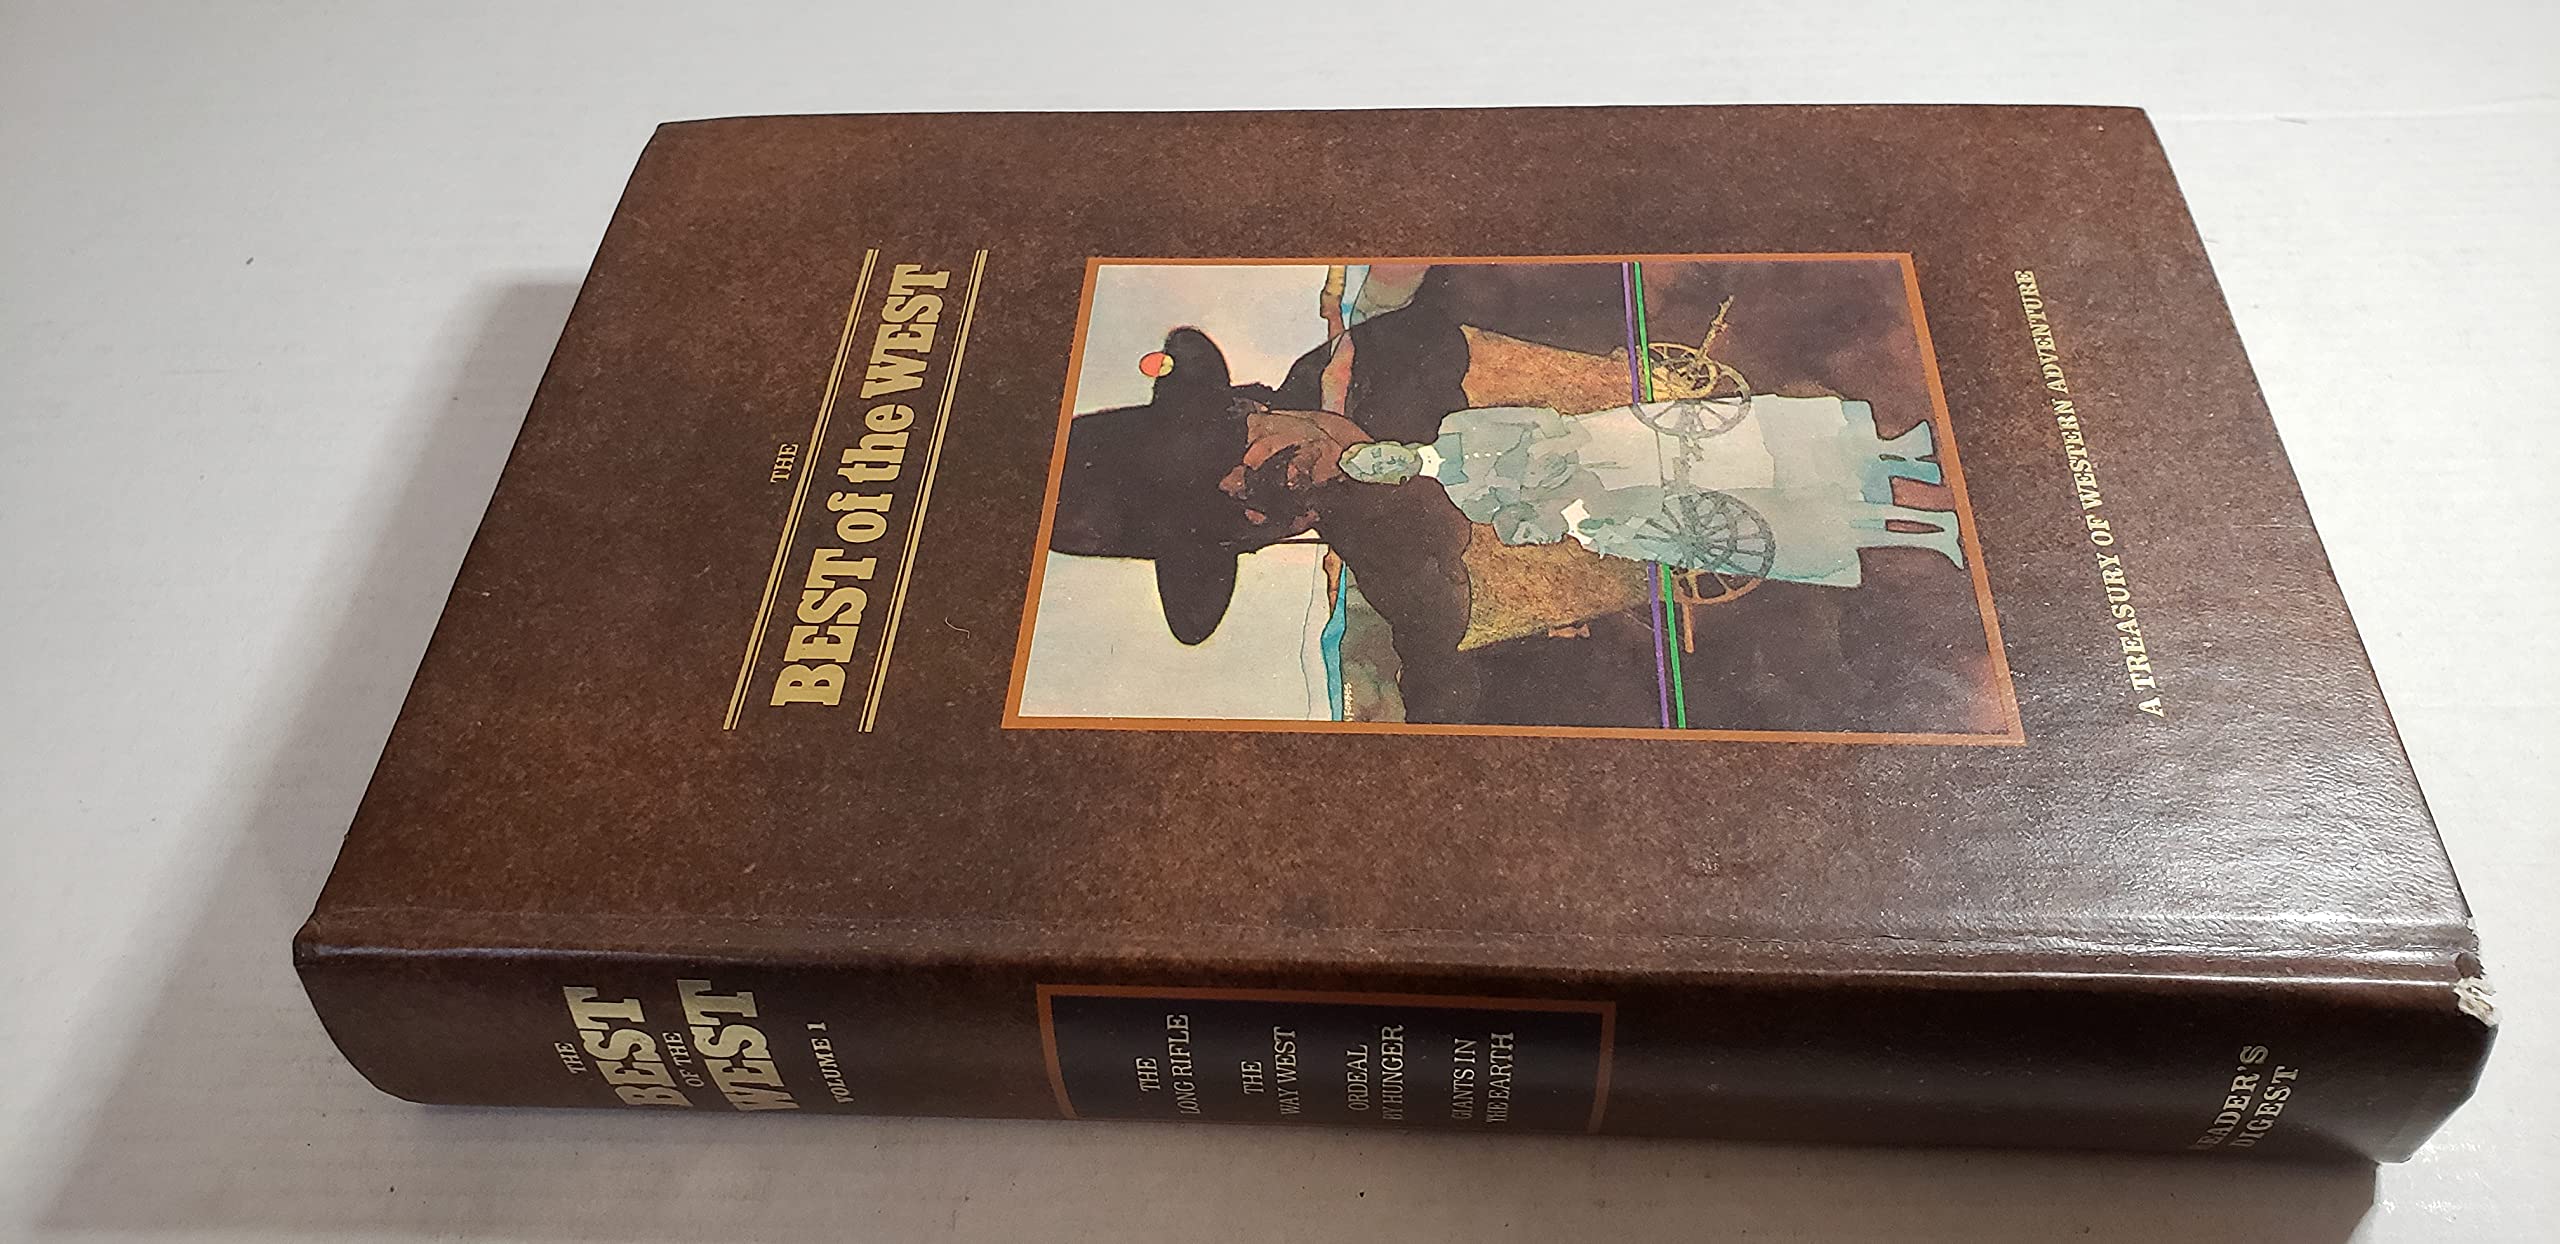 THE
BEST of the WEST
Forbes
A TREASURY OF WESTERN ADVENTURE
THE
BEST
OF THE
WEST
VOLUME 1
THE
LONG RIFLE
THE
WAY WEST
ORDEAL
BY HUNGER
GIANTS IN
THE EARTH
READER'S
DIGEST